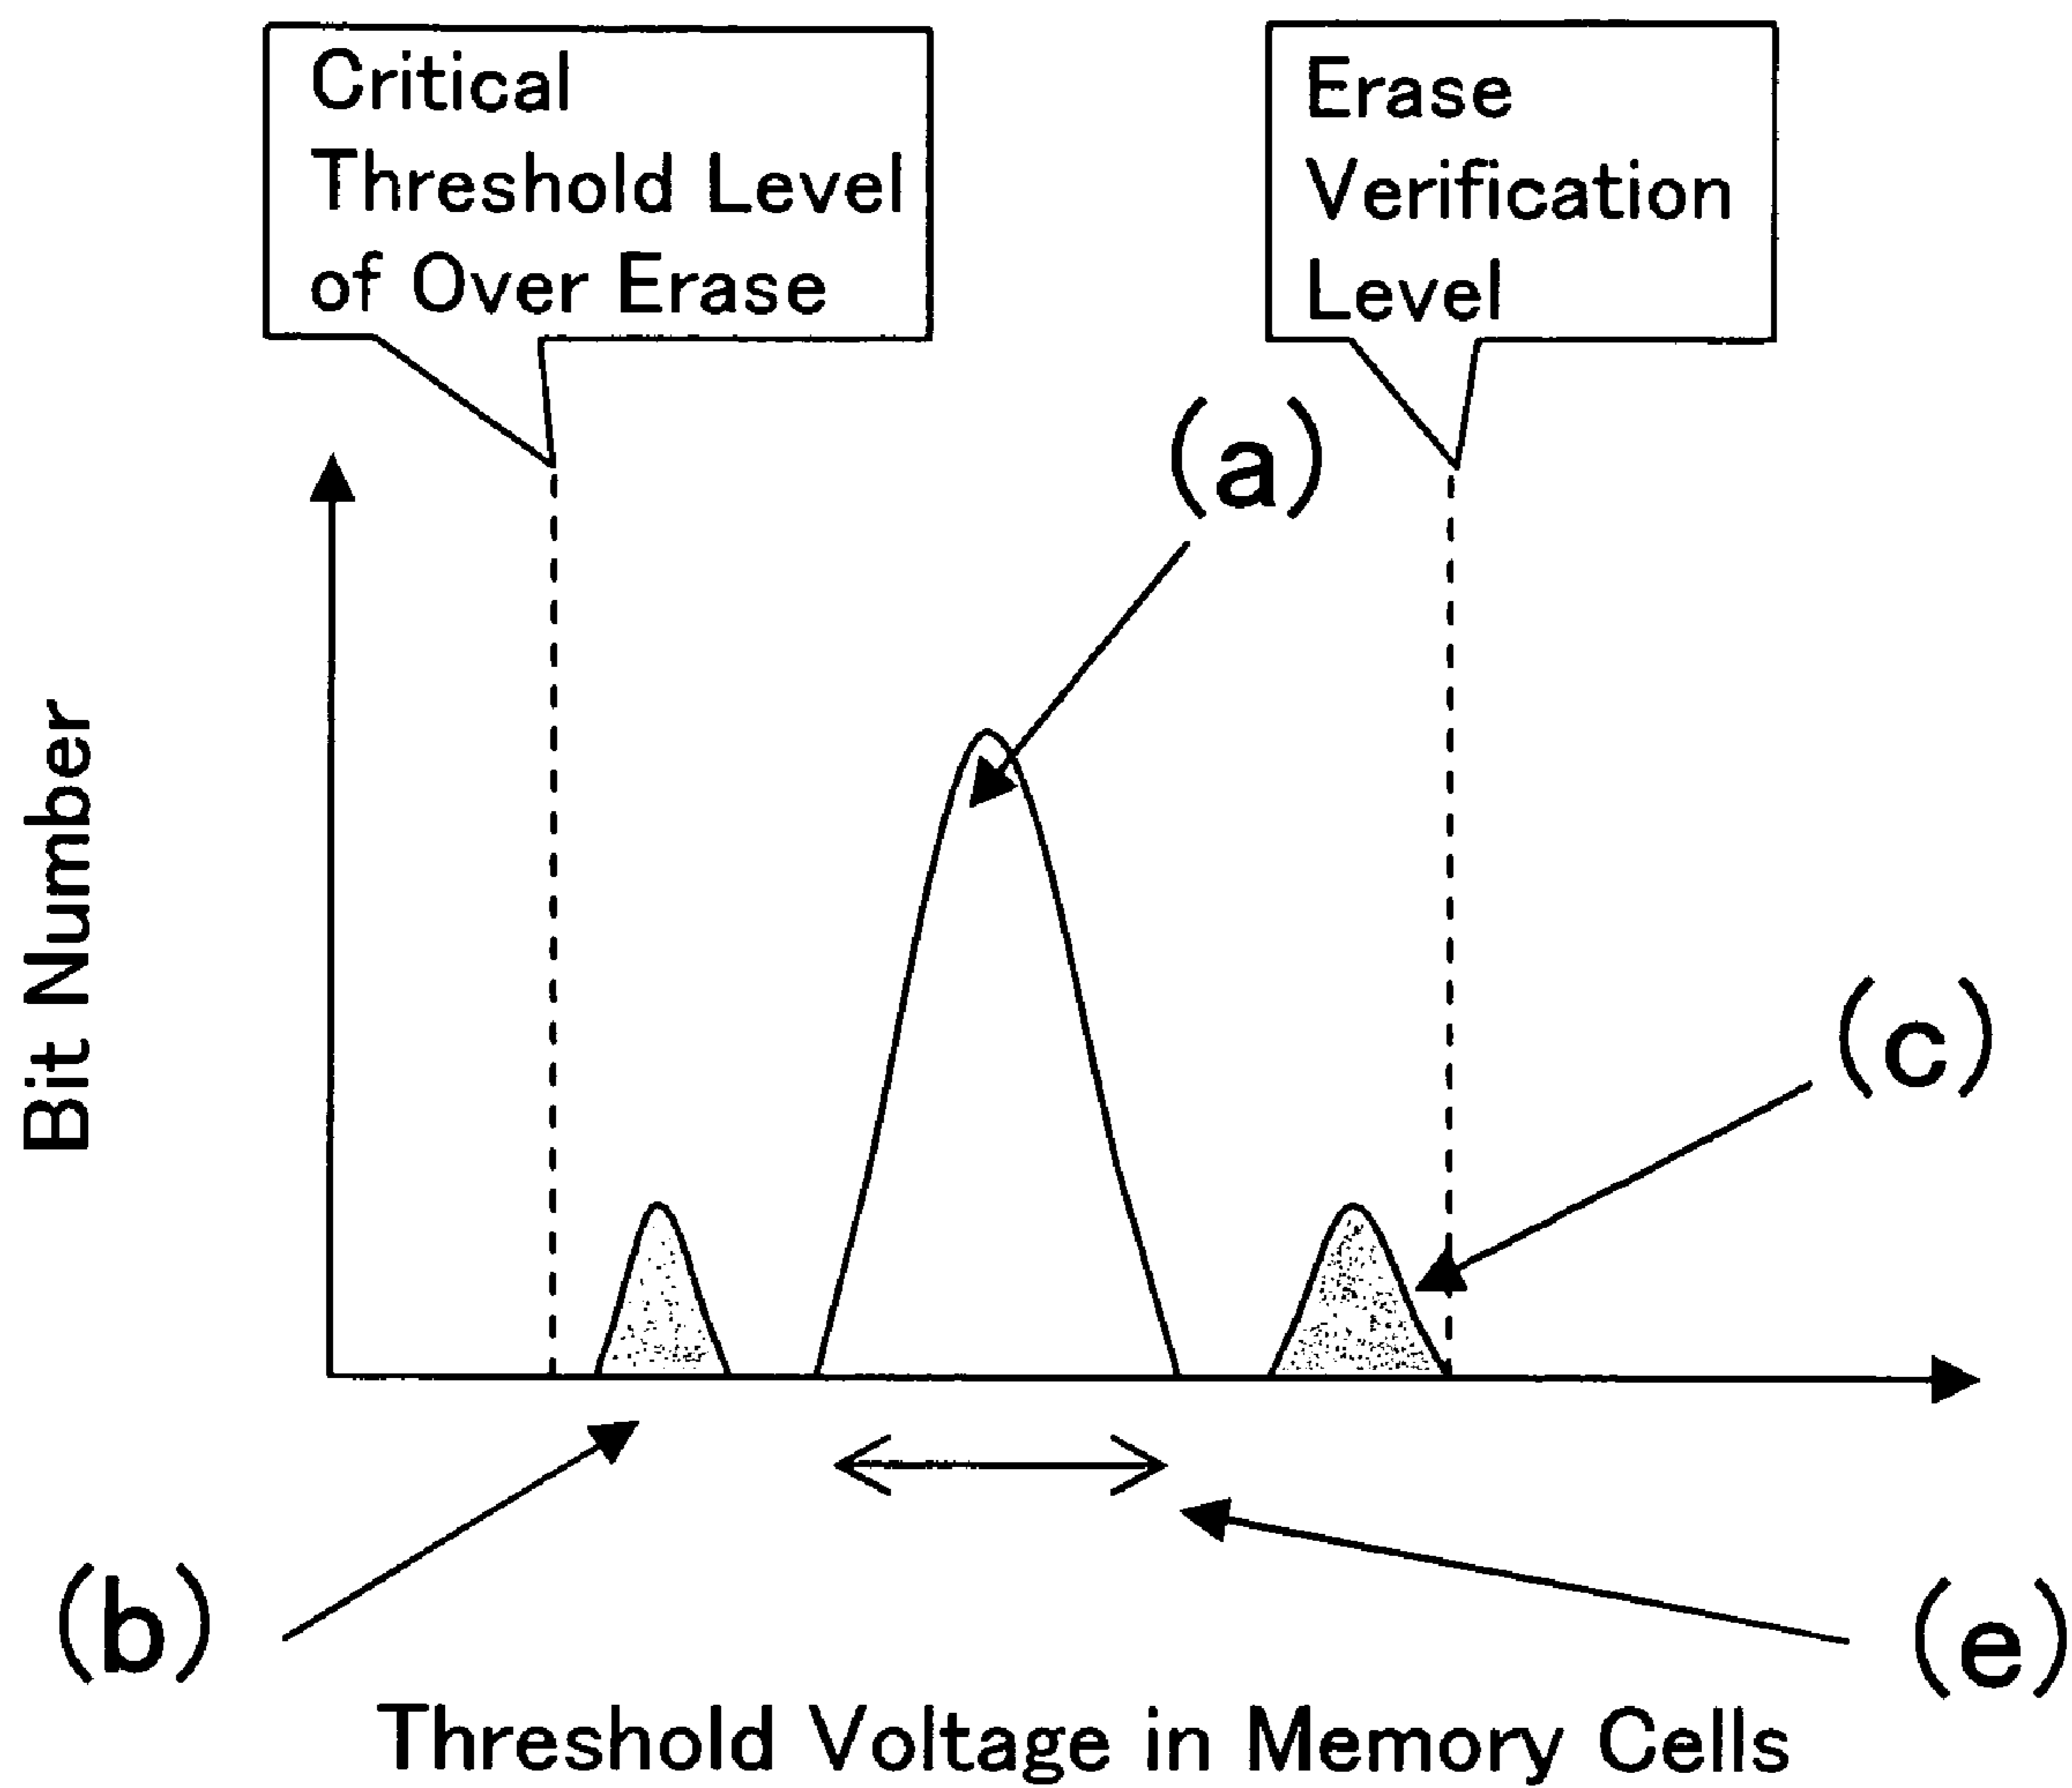 Critical
Threshold Level
of Over Erase
Erase
Verification
Level
(a)
Bit Number
(c)
(b)
(e)
Threshold Voltage in Memory Cells